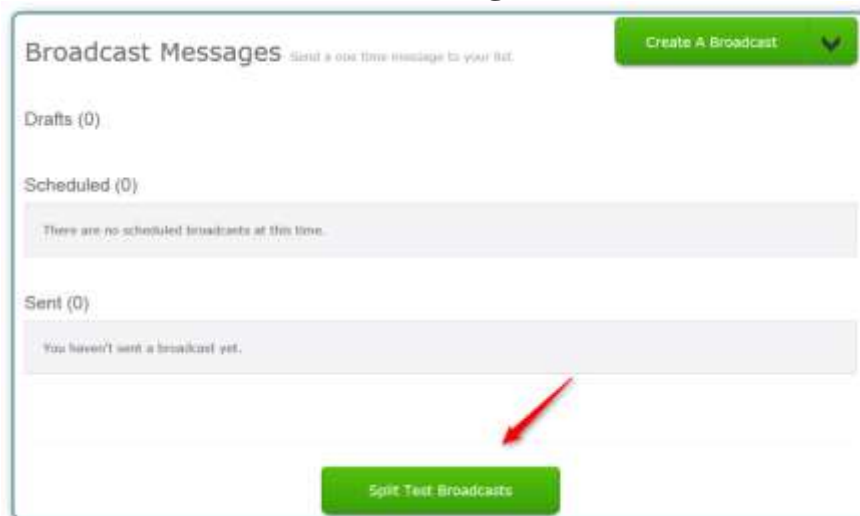 Broadcast Messages Send a one time message to your list.
Create A Broadcast
Drafts (0)
Scheduled (0)
There are no scheduled broadcasts at this time.
Sent (0)
You haven't sent a broadcast yet.
Split Test Broadcasts